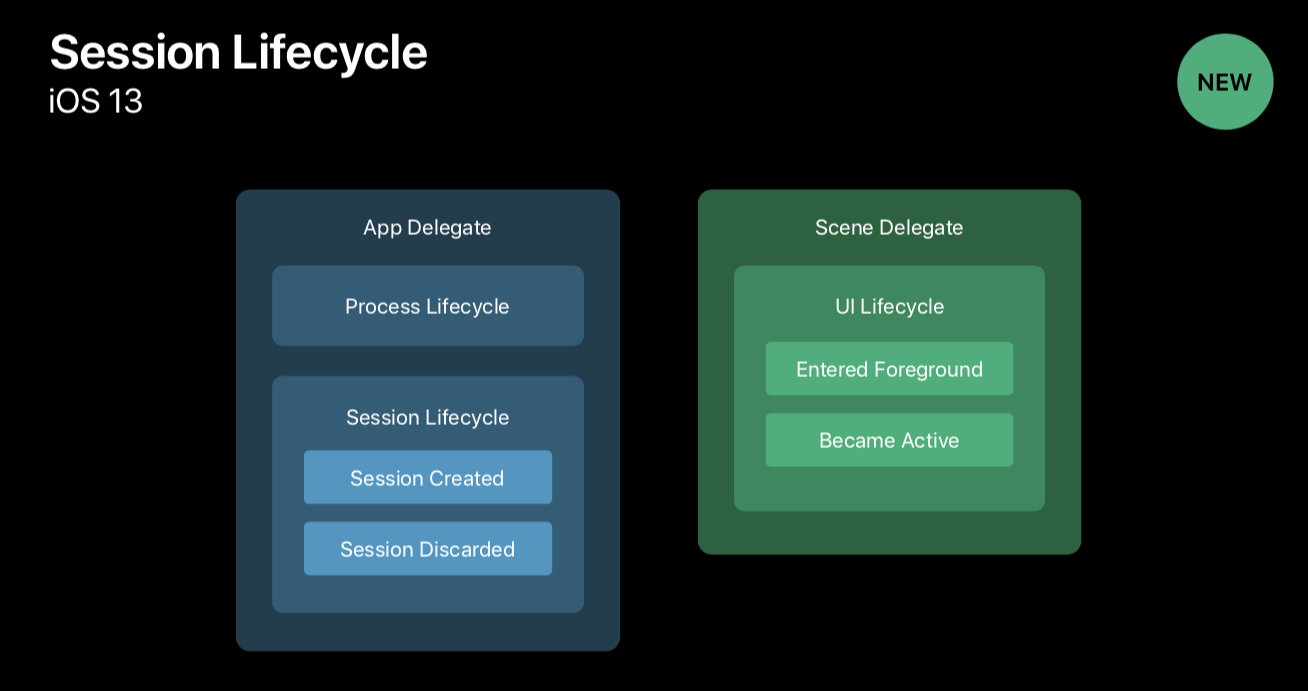 Session Lifecycle
iOS 13
NEW
App Delegate
Process Lifecycle
Session Lifecycle
Session Created
Session Discarded
Scene Delegate
UI Lifecycle
Entered Foreground
Became Active